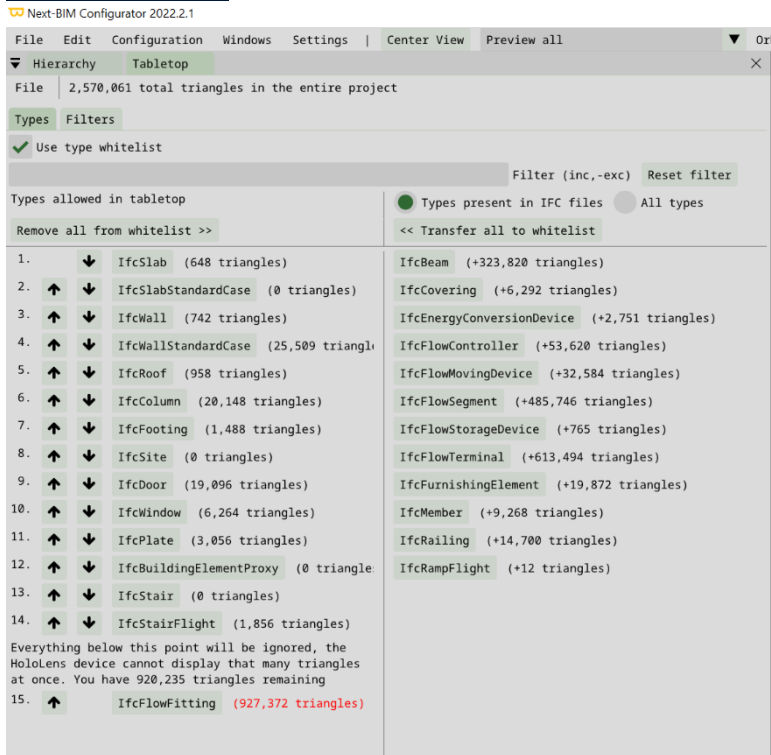 Next-BIM Configurator 2022.2.1
File Edit Configuration Windows Settings | Center View Preview all Or
Hierarchy Tabletop
File 2,570,061 total triangles in the entire project
Types Filters
Use type whitelist
Filter (inc,-exc) Reset filter
Types allowed in tabletop
Remove all from whitelist >>
1. IfcSlab (648 triangles)
2. IfcSlabStandardCase (0 triangles)
3. IfcWall (742 triangles)
4. IfcWallStandardCase (25,509 triangl
5. IfcRoof (958 triangles)
6. IfcColumn (20,148 triangles)
7. IfcFooting (1,488 triangles)
8. IfcSite (0 triangles)
9. IfcDoor (19,096 triangles)
10. IfcWindow (6,264 triangles)
11. IfcPlate (3,056 triangles)
12. IfcBuildingElementProxy (0 triangle
13. IfcStair (0 triangles)
14. IfcStairFlight (1,856 triangles)
Everything below this point will be ignored, the
HoloLens device cannot display that many triangles
at once. You have 920,235 triangles remaining
15. IfcFlowFitting (927,372 triangles)
Types present in IFC files All types
<< Transfer all to whitelist
IfcBeam (+323,820 triangles)
IfcCovering (+6,292 triangles)
IfcEnergyConversionDevice (+2,751 triangles)
IfcFlowController (+53,620 triangles)
IfcFlowMovingDevice (+32,584 triangles)
IfcFlowSegment (+485,746 triangles)
IfcFlowStorageDevice (+765 triangles)
IfcFlowTerminal (+613,494 triangles)
IfcFurnishingElement (+19,872 triangles)
IfcMember (+9,268 triangles)
IfcRailing (+14,700 triangles)
IfcRampFlight (+12 triangles)